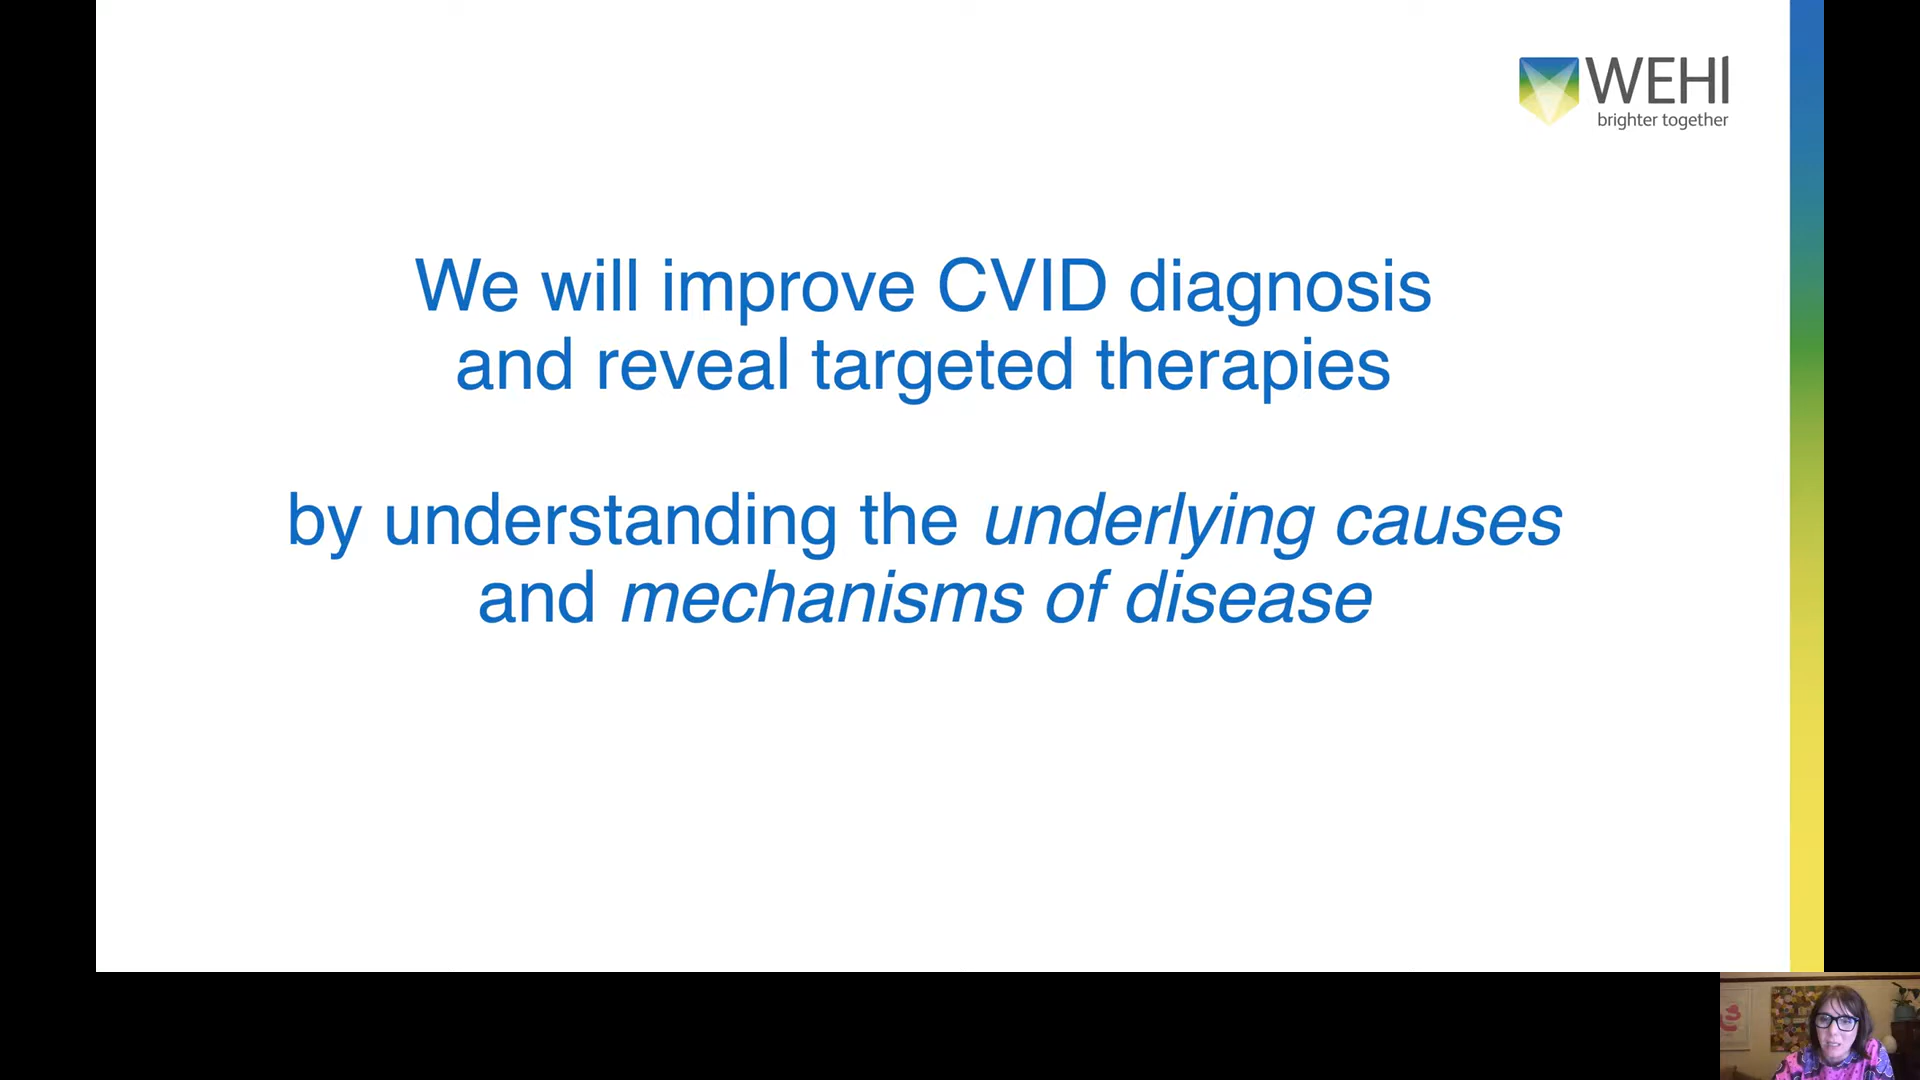 WEHI
brighter together
We will improve CVID diagnosis
and reveal targeted therapies
by understanding the underlying causes
and mechanisms of disease